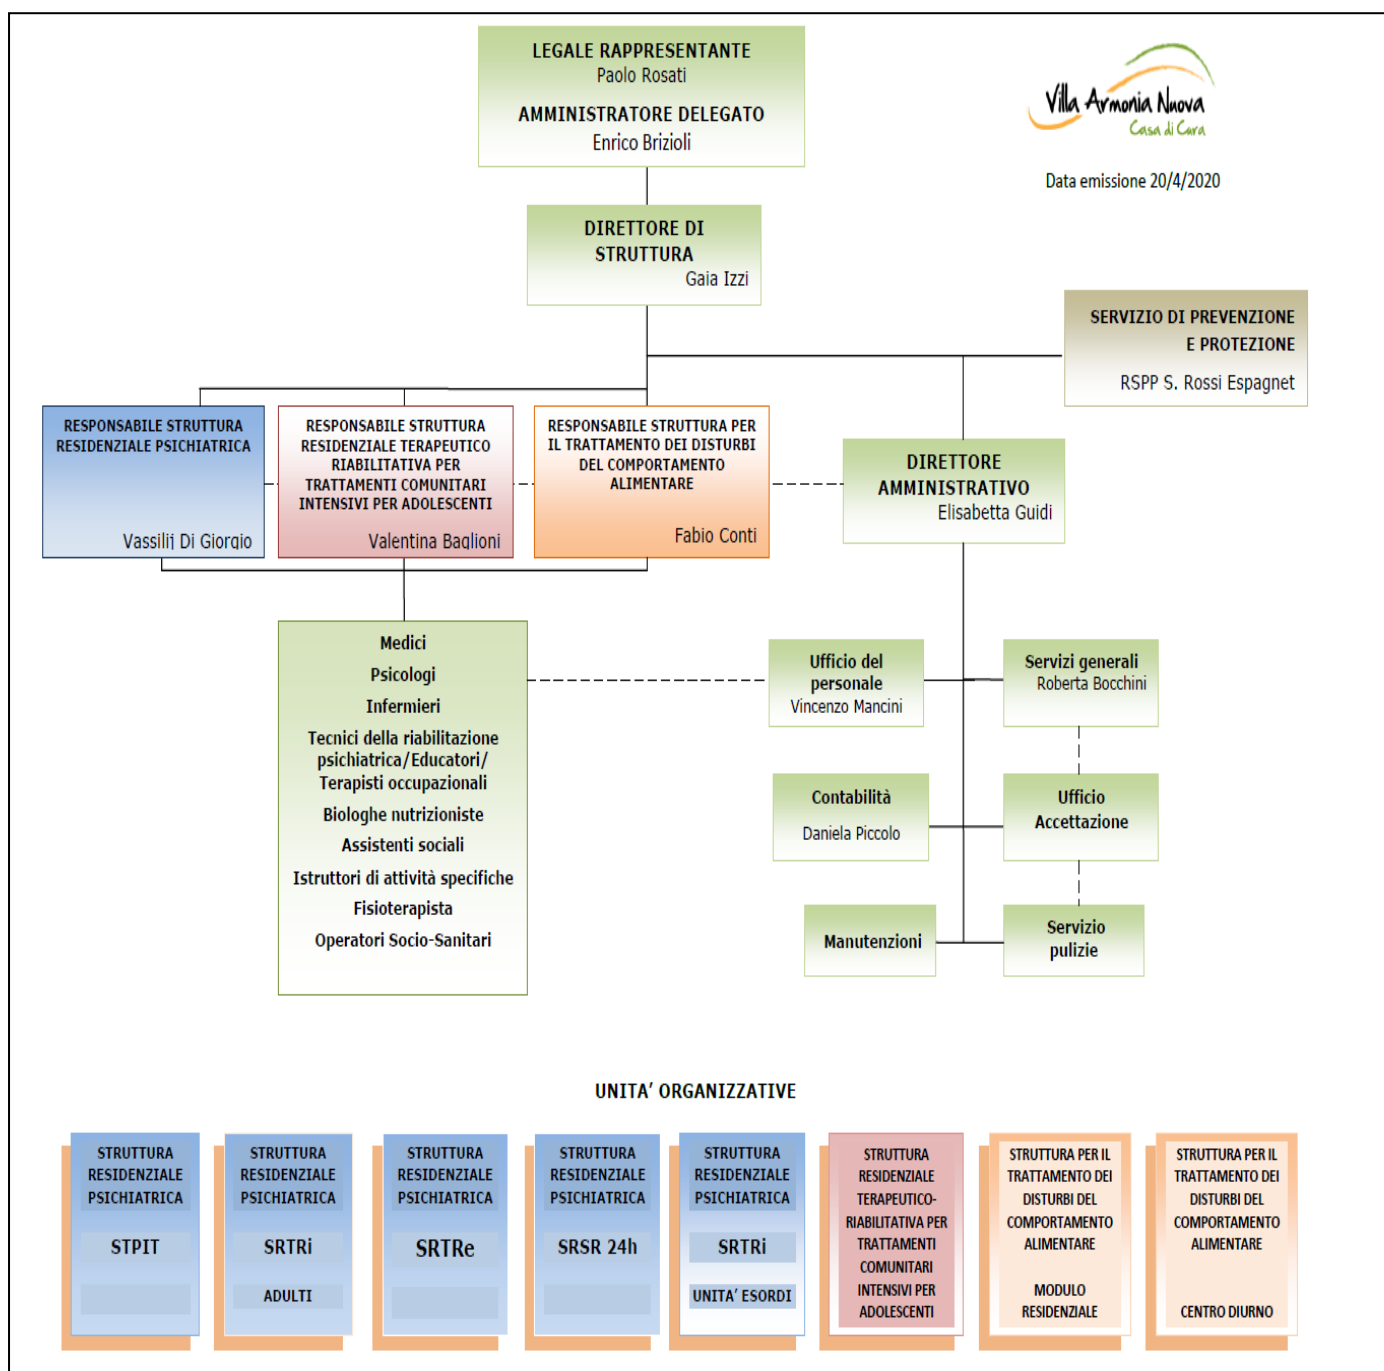 LEGALE RAPPRESENTANTE
Paolo Rosati
AMMINISTRATORE DELEGATO
Enrico Brizioli
Villa Armonia Nuova
Casa di Cura
Data emissione 20/4/2020
DIRETTORE DI
STRUTTURA
Gaia Izzi
SERVIZIO DI PREVENZIONE
E PROTEZIONE
RSPP S. Rossi Espagnet
RESPONSABILE STRUTTURA
RESIDENZIALE PSICHIATRICA
Vassilij Di Giorgio
RESPONSABILE STRUTTURA
RESIDENZIALE TERAPEUTICO
RIABILITATIVA PER
TRATTAMENTI COMUNITARI
INTENSIVI PER ADOLESCENTI
Valentina Baglioni
RESPONSABILE STRUTTURA PER
IL TRATTAMENTO DEI DISTURBI
DEL COMPORTAMENTO
ALIMENTARE
Fabio Conti
DIRETTORE
AMMINISTRATIVO
Elisabetta Guidi
Medici
Psicologi
Infermieri
Tecnici della riabilitazione
psichiatrica/Educatori/
Terapisti occupazionali
Biologhe nutrizioniste
Assistenti sociali
Istruttori di attività specifiche
Fisioterapista
Operatori Socio-Sanitari
Ufficio del
personale
Vincenzo Mancini
Servizi generali
Roberta Bocchini
Contabilità
Daniela Piccolo
Ufficio
Accettazione
Manutenzioni
Servizio
pulizie
UNITA' ORGANIZZATIVE
STRUTTURA
RESIDENZIALE
PSICHIATRICA
STPIT
STRUTTURA
RESIDENZIALE
PSICHIATRICA
SRTRi
ADULTI
STRUTTURA
RESIDENZIALE
PSICHIATRICA
SRTRe
STRUTTURA
RESIDENZIALE
PSICHIATRICA
SRSR 24h
STRUTTURA
RESIDENZIALE
PSICHIATRICA
SRTRi
UNITA' ESORDI
STRUTTURA
RESIDENZIALE
TERAPEUTICO-
RIABILITATIVA PER
TRATTAMENTI
COMUNITARI
INTENSIVI PER
ADOLESCENTI
STRUTTURA PER IL
TRATTAMENTO DEI
DISTURBI DEL
COMPORTAMENTO
ALIMENTARE
MODULO
RESIDENZIALE
STRUTTURA PER IL
TRATTAMENTO DEI
DISTURBI DEL
COMPORTAMENTO
ALIMENTARE
CENTRO DIURNO